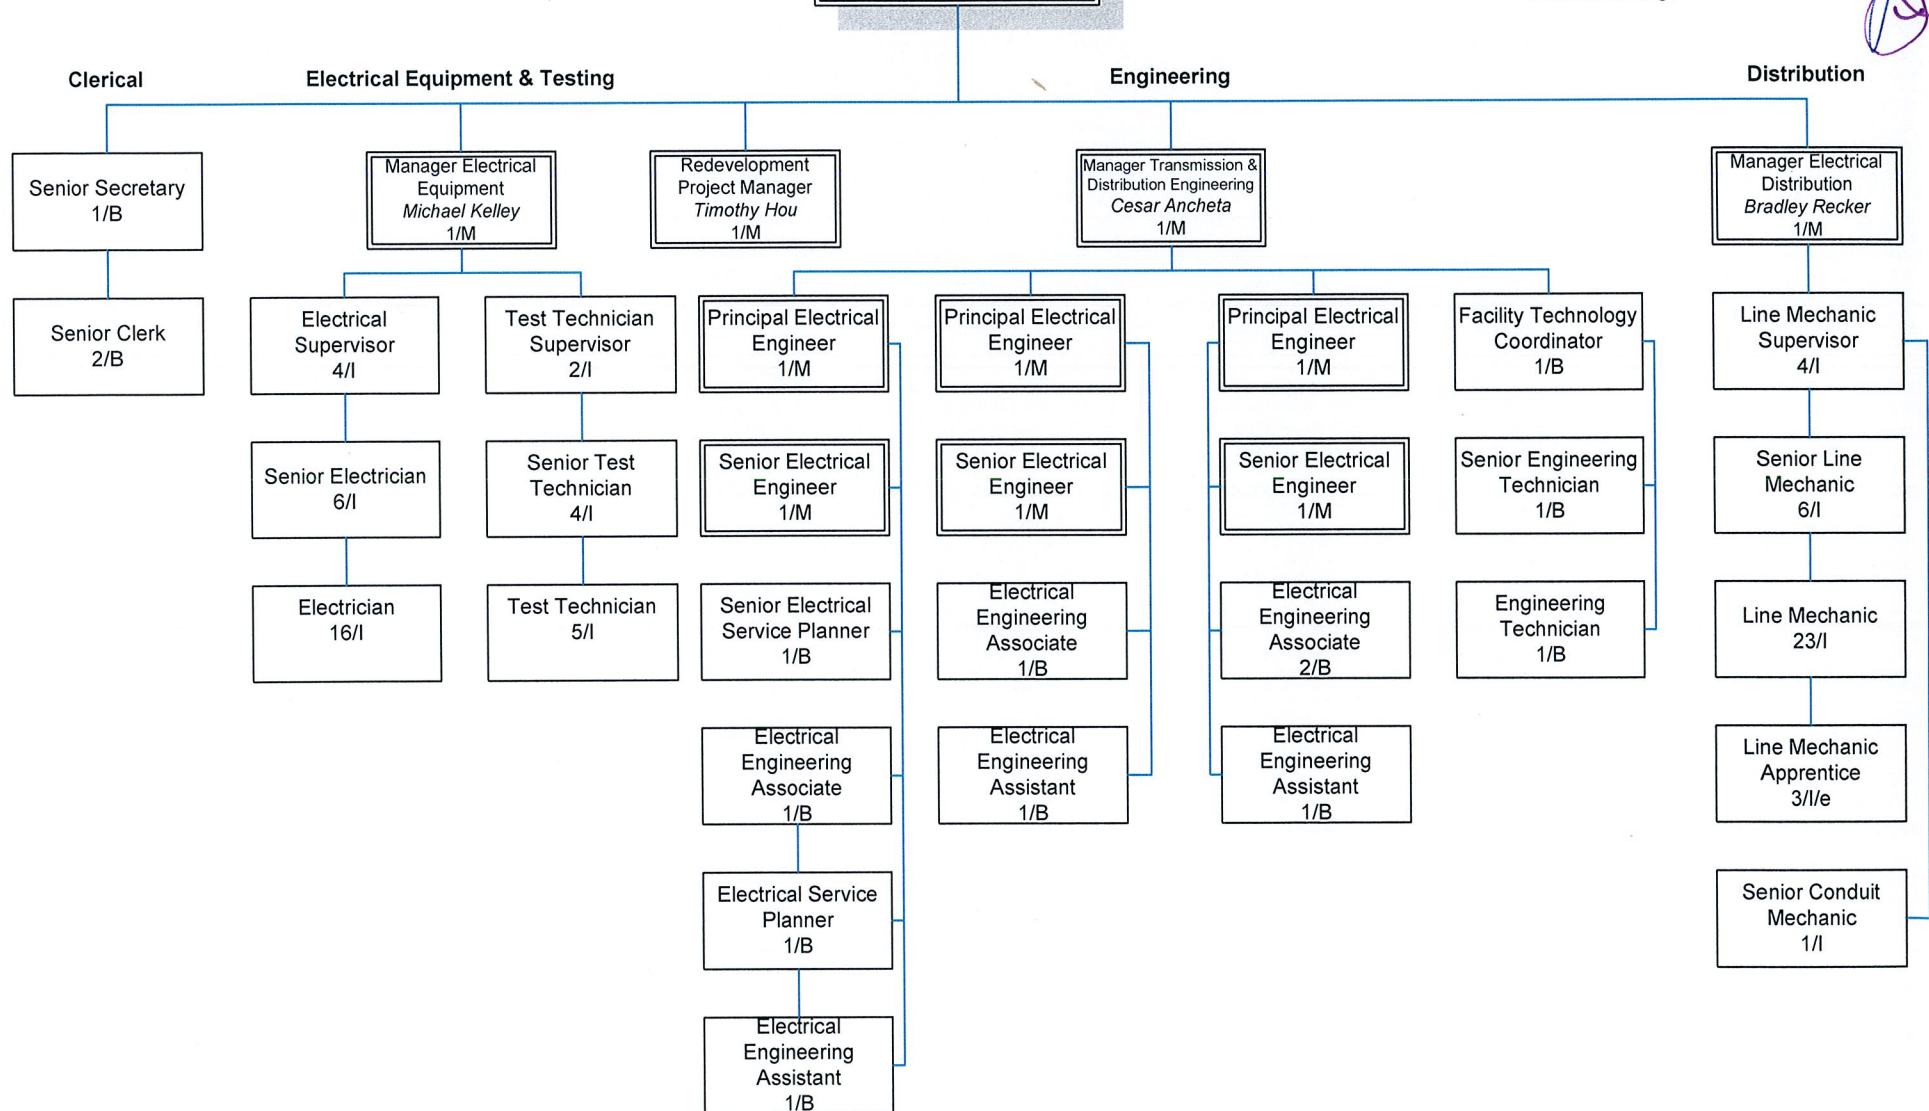 Clerical
Electrical Equipment & Testing
Engineering
Distribution
Senior Secretary
1/B
Manager Electrical
Equipment
Michael Kelley
1/M
Redevelopment
Project Manager
Timothy Hou
1/M
Manager Transmission &
Distribution Engineering
Cesar Ancheta
1/M
Manager Electrical
Distribution
Bradley Recker
1/M
Senior Clerk
2/B
Electrical
Supervisor
4/I
Test Technician
Supervisor
2/I
Principal Electrical
Engineer
1/M
Principal Electrical
Engineer
1/M
Principal Electrical
Engineer
1/M
Facility Technology
Coordinator
1/B
Line Mechanic
Supervisor
4/I
Senior Electrician
6/I
Senior Test
Technician
4/I
Senior Electrical
Engineer
1/M
Senior Electrical
Engineer
1/M
Senior Electrical
Engineer
1/M
Senior Engineering
Technician
1/B
Senior Line
Mechanic
6/I
Electrician
16/I
Test Technician
5/I
Senior Electrical
Service Planner
1/B
Electrical
Engineering
Associate
1/B
Electrical
Engineering
Associate
2/B
Engineering
Technician
1/B
Line Mechanic
23/I
Electrical
Engineering
Associate
1/B
Electrical
Engineering
Assistant
1/B
Electrical
Engineering
Assistant
1/B
Line Mechanic
Apprentice
3/I/e
Electrical Service
Planner
1/B
Senior Conduit
Mechanic
1/I
Electrical
Engineering
Assistant
1/B